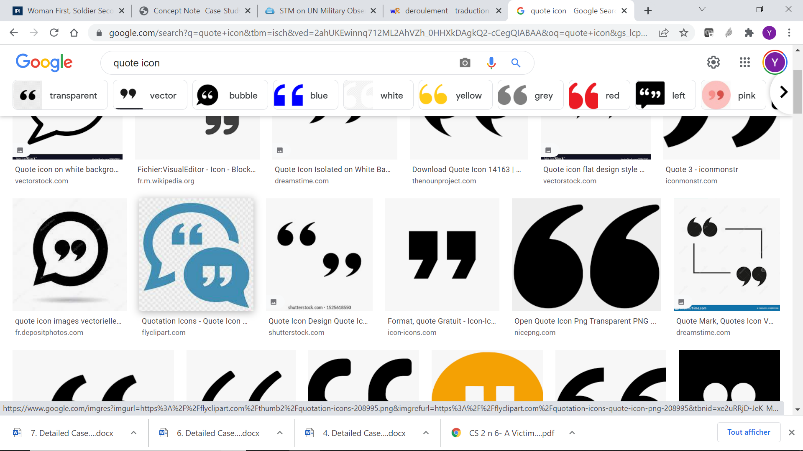 Woman First, Soldier Sec
Concept Note- Case Stud
STM on UN Military Obse
deroulement - traduction
quote icon - Google Sear
google.com/search?q=quote+icon&tbm=isch&ved=2ahUKEwinnq712ML2AhVZh_0HHXkDAgkQ2-cCegQIABAA&oq=quote+icon&gs_lcp...
Y
Google
quote icon
Y
transparent
vector
bubble
blue
white
yellow
grey
red
left
pink
Quote icon on white backgro...
Fichier:VisualEditor - Icon - Block...
Quote Icon Isolated on White Ba...
Download Quote Icon 14163 | ...
Quote icon flat design style ...
Quote 3 - iconmonstr
vectorstock.com
fr.m.wikipedia.org
dreamstime.com
thenounproject.com
vectorstock.com
iconmonstr.com
shutterstock.com · 1525610550
quote icon images vectorielle...
Quotation Icons - Quote Icon ...
Quote Icon Design Quote Ic...
Format, quote Gratuit - Icon-Ic...
Open Quote Icon Png Transparent PNG ...
Quote Mark, Quotes Icon V...
fr.depositphotos.com
flyclipart.com
shutterstock.com
icon-icons.com
nicepng.com
dreamstime.com
https://www.google.com/imgres?imgurl=https%3A%2F%2Fflyclipart.com%2Fthumb2%2Fquotation-icons-208995.png&imgrefurl=https%3A%2F%2Fflyclipart.com%2Fquotation-icons-quote-icon-png-208995&tbnid=xe2uRRjD-JeK_M...
7. Detailed Case....docx
6. Detailed Case....docx
4. Detailed Case....docx
CS 2 n 6- A Victim....pdf
Tout afficher